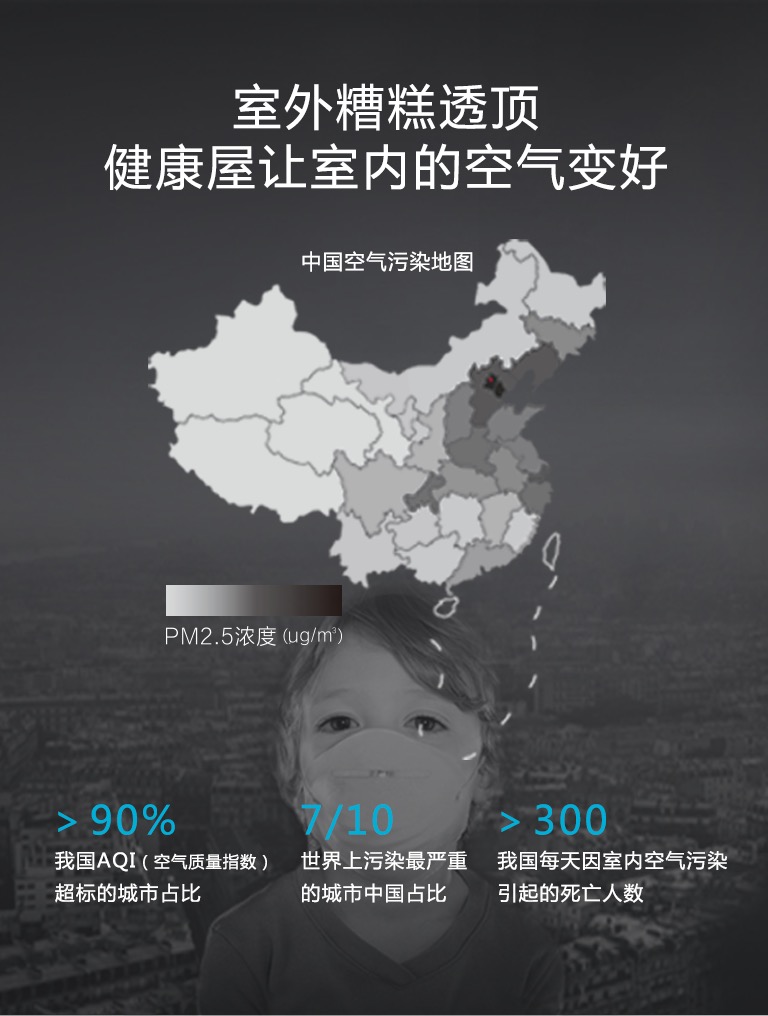 室外糟糕透顶
健康屋让室内的空气变好
中国空气污染地图
PM2.5浓度 (ug/m³)
> 90%
我国AQI（空气质量指数）
超标的城市占比
7/10
世界上污染最严重
的城市中国占比
> 300
我国每天因室内空气污染
引起的死亡人数